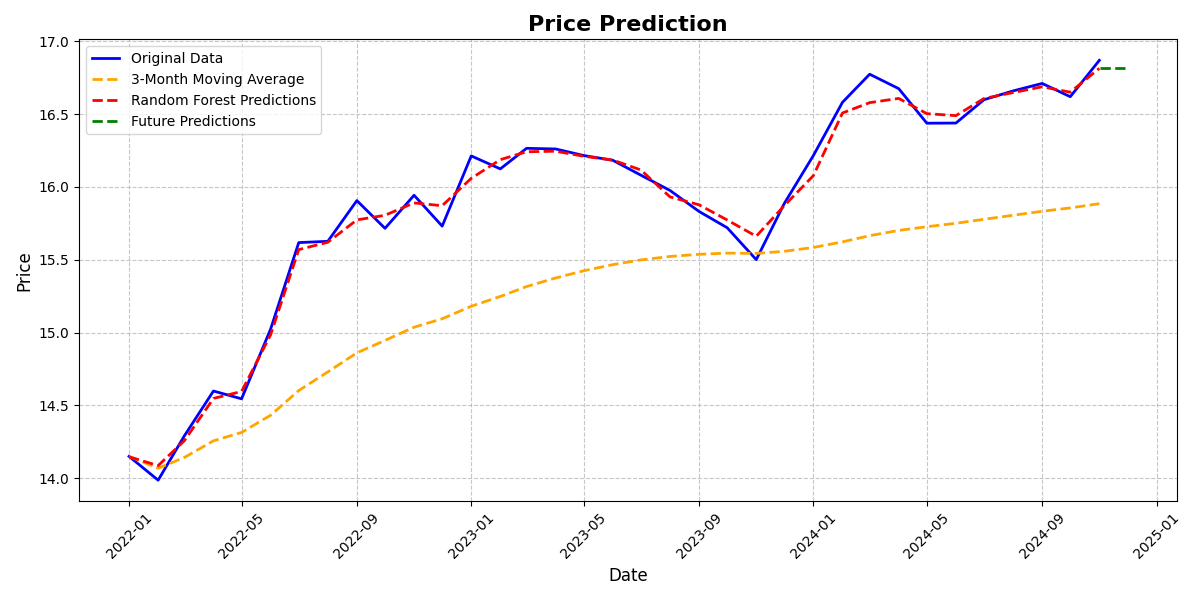 Price Prediction
Original Data
3-Month Moving Average
Random Forest Predictions
Future Predictions
17.0
16.5
16.0
15.5
15.0
14.5
14.0
Price
2022-01
2022-05
2022-09
2023-01
2023-05
2023-09
2024-01
2024-05
2024-09
2025-01
Date